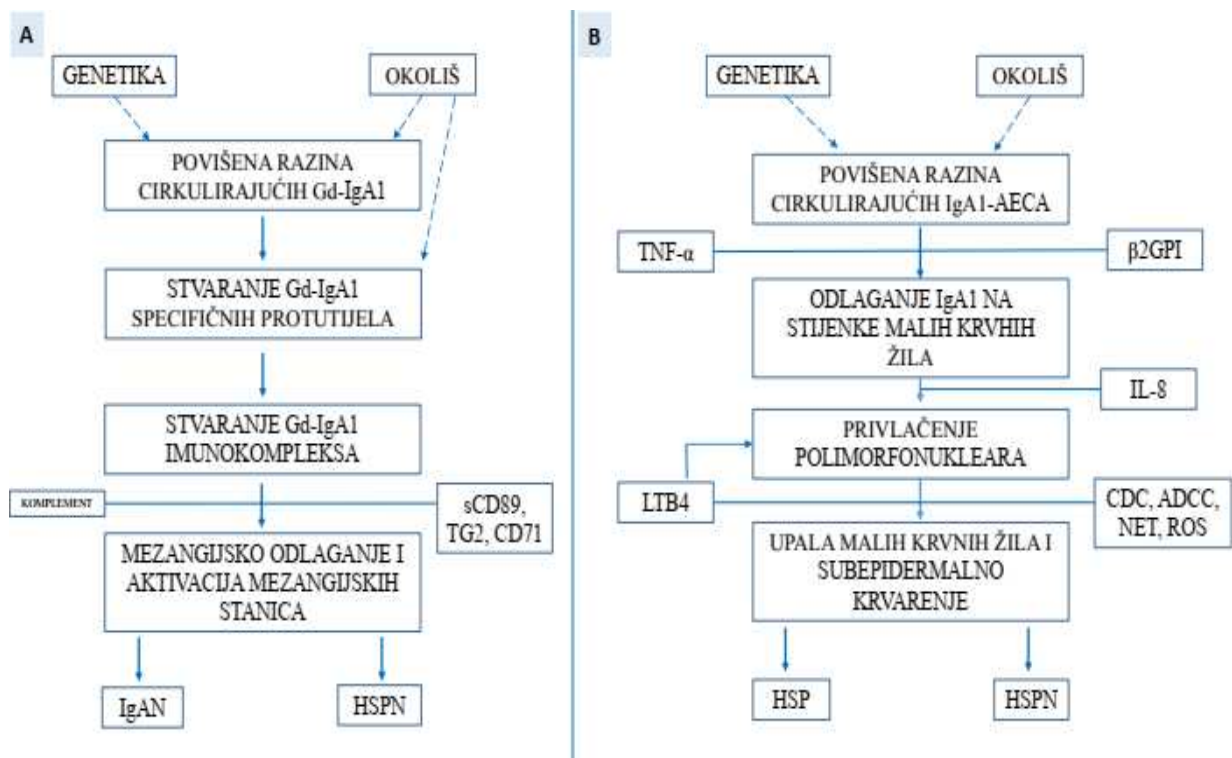 A
GENETIKA
OKOLIŠ
POVIŠENA RAZINA
CIRKULIRAJUĆIH Gd-IgA1
STVARANJE Gd-IgA1
SPECIFIČNIH PROTUTIJELA
STVARANJE Gd-IgA1
IMUNOKOMPLEKSA
KOMPLEMENT
sCD89,
TG2, CD71
MEZANGIJSKO ODLAGANJE I
AKTIVACIJA MEZANGIJSKIH
STANICA
IgAN
HSPN
B
GENETIKA
OKOLIŠ
POVIŠENA RAZINA
CIRKULIRAJUĆIH IgA1-AECA
TNF-α
β2GPI
ODLAGANJE IgA1 NA
STIJENKE MALIH KRVHIH
ŽILA
IL-8
PRIVLAČENJE
POLIMORFONUKLEARA
LTB4
CDC, ADCC,
NET, ROS
UPALA MALIH KRVNIH ŽILA I
SUBEPIDERMALNO
KRVARENJE
HSP
HSPN